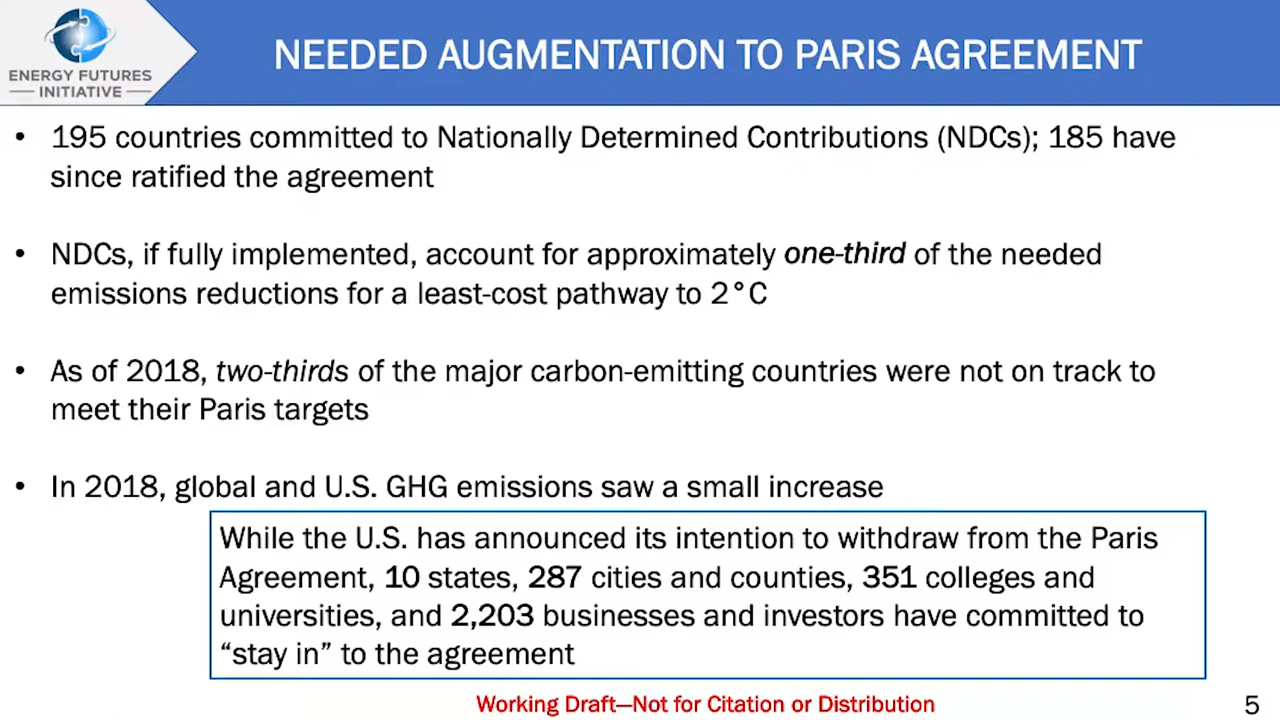 ENERGY FUTURES
INITIATIVE
NEEDED AUGMENTATION TO PARIS AGREEMENT
• 195 countries committed to Nationally Determined Contributions (NDCs); 185 have
since ratified the agreement
• NDCs, if fully implemented, account for approximately one-third of the needed
emissions reductions for a least-cost pathway to 2°C
• As of 2018, two-thirds of the major carbon-emitting countries were not on track to
meet their Paris targets
• In 2018, global and U.S. GHG emissions saw a small increase
While the U.S. has announced its intention to withdraw from the Paris
Agreement, 10 states, 287 cities and counties, 351 colleges and
universities, and 2,203 businesses and investors have committed to
“stay in” to the agreement
Working Draft—Not for Citation or Distribution
5